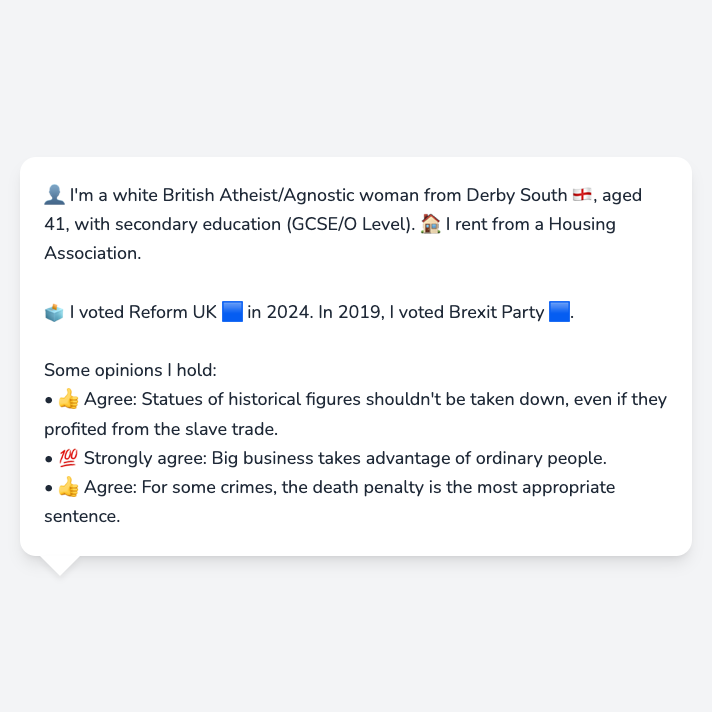 👤 I'm a white British Atheist/Agnostic woman from Derby South 🏴󠁧󠁢󠁥󠁮󠁧󠁿, aged
41, with secondary education (GCSE/O Level). 🏠 I rent from a Housing
Association.
🗳️ I voted Reform UK 🟦 in 2024. In 2019, I voted Brexit Party 🟦.
Some opinions I hold:
• 👍 Agree: Statues of historical figures shouldn't be taken down, even if they
profited from the slave trade.
• 💯 Strongly agree: Big business takes advantage of ordinary people.
• 👍 Agree: For some crimes, the death penalty is the most appropriate
sentence.